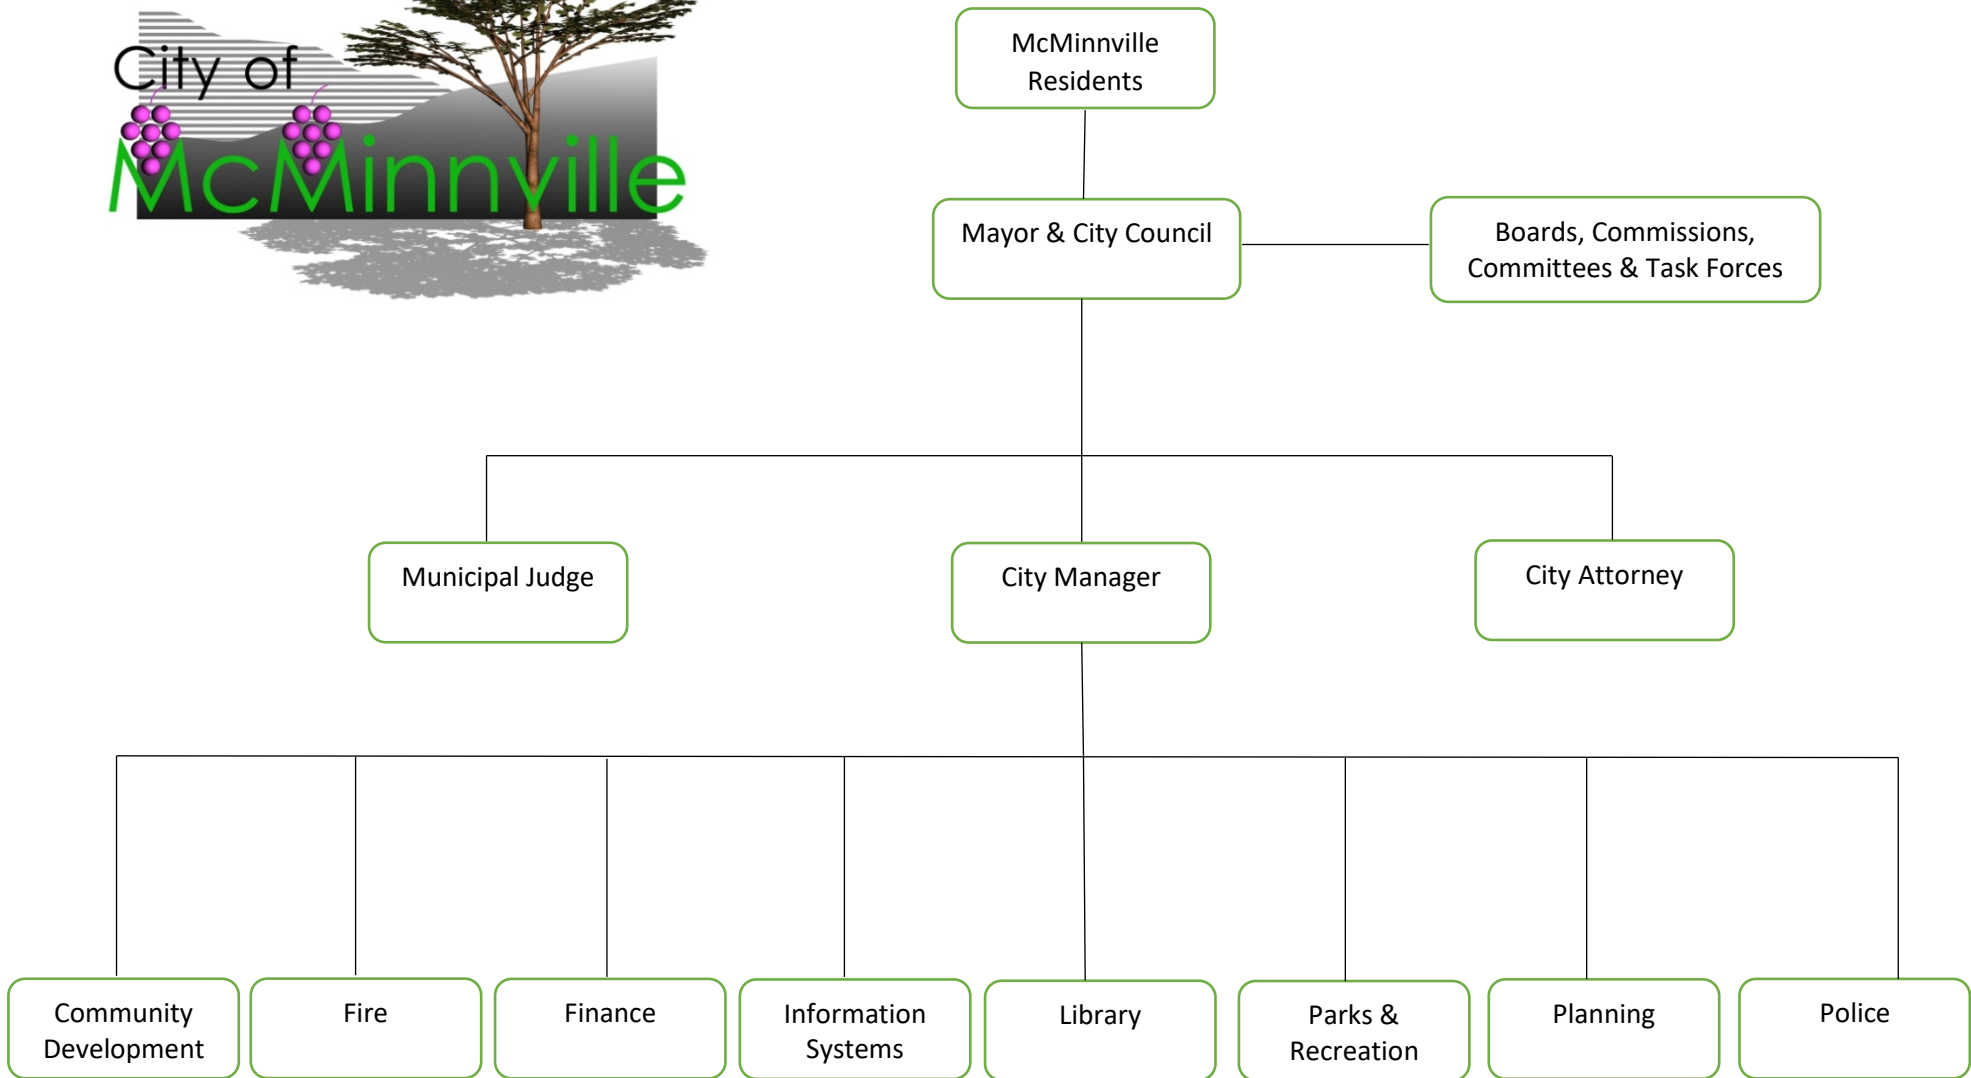 City of
McMinnville
McMinnville
Residents
Mayor & City Council
Boards, Commissions,
Committees & Task Forces
Municipal Judge
City Manager
City Attorney
Community
Development
Fire
Finance
Information
Systems
Library
Parks &
Recreation
Planning
Police